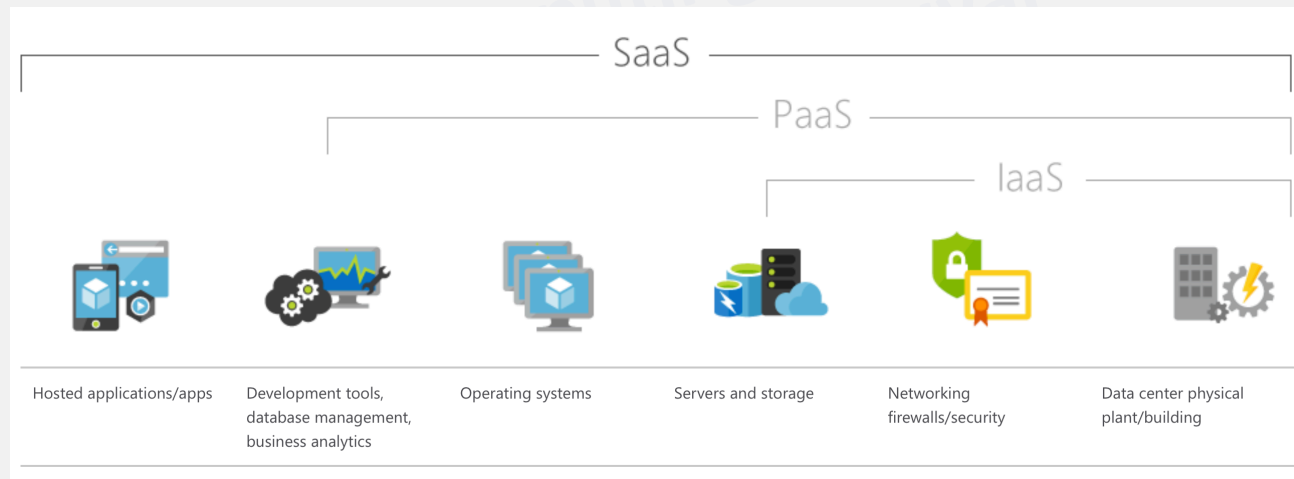 SaaS
PaaS
IaaS
Hosted applications/apps
Development tools,
database management,
business analytics
Operating systems
Servers and storage
Networking
firewalls/security
Data center physical
plant/building